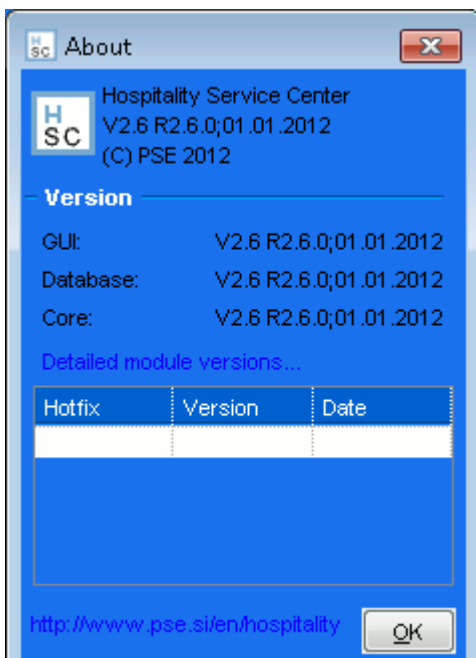 HSC About
H
SC
Hospitality Service Center
V2.6 R2.6.0;01.01.2012
(C) PSE 2012
Version
GUI: V2.6 R2.6.0;01.01.2012
Database: V2.6 R2.6.0;01.01.2012
Core: V2.6 R2.6.0;01.01.2012
Detailed module versions...
Hotfix Version Date
http://www.pse.si/en/hospitality OK